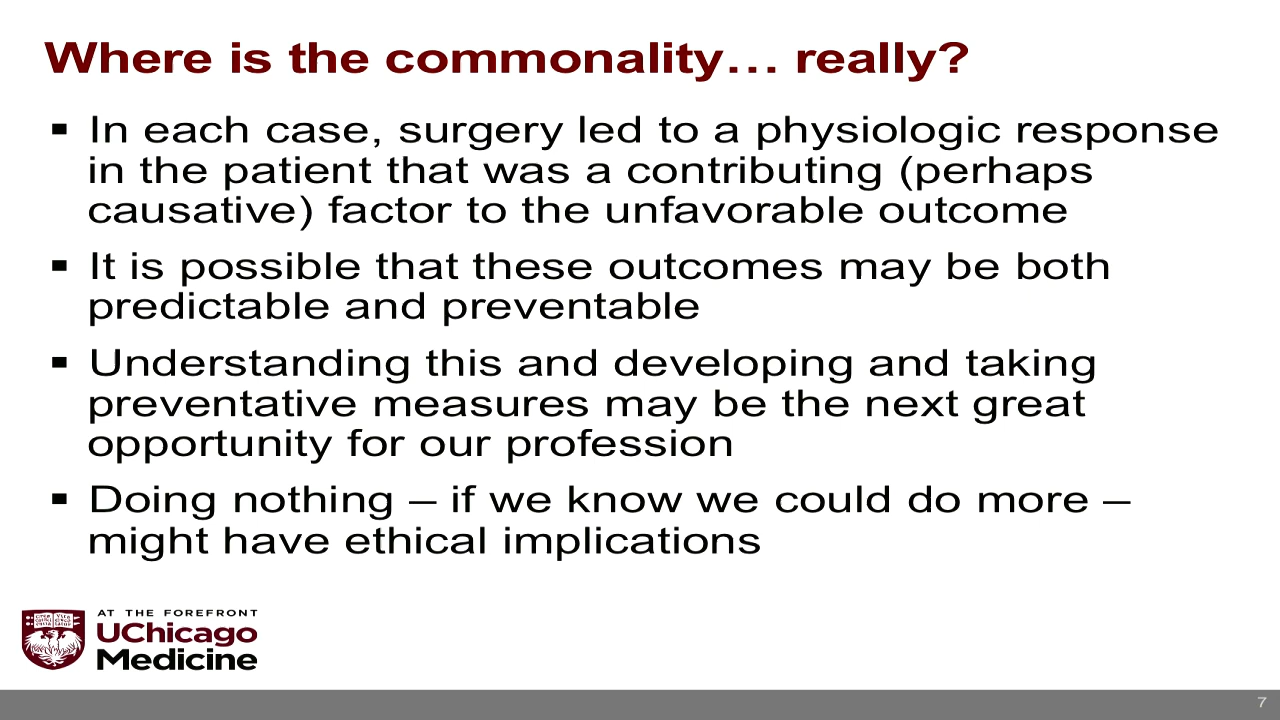 Where is the commonality… really?
▪ In each case, surgery led to a physiologic response
in the patient that was a contributing (perhaps
causative) factor to the unfavorable outcome
▪ It is possible that these outcomes may be both
predictable and preventable
▪ Understanding this and developing and taking
preventative measures may be the next great
opportunity for our profession
▪ Doing nothing – if we know we could do more –
might have ethical implications
AT THE FOREFRONT
UChicago
Medicine
7